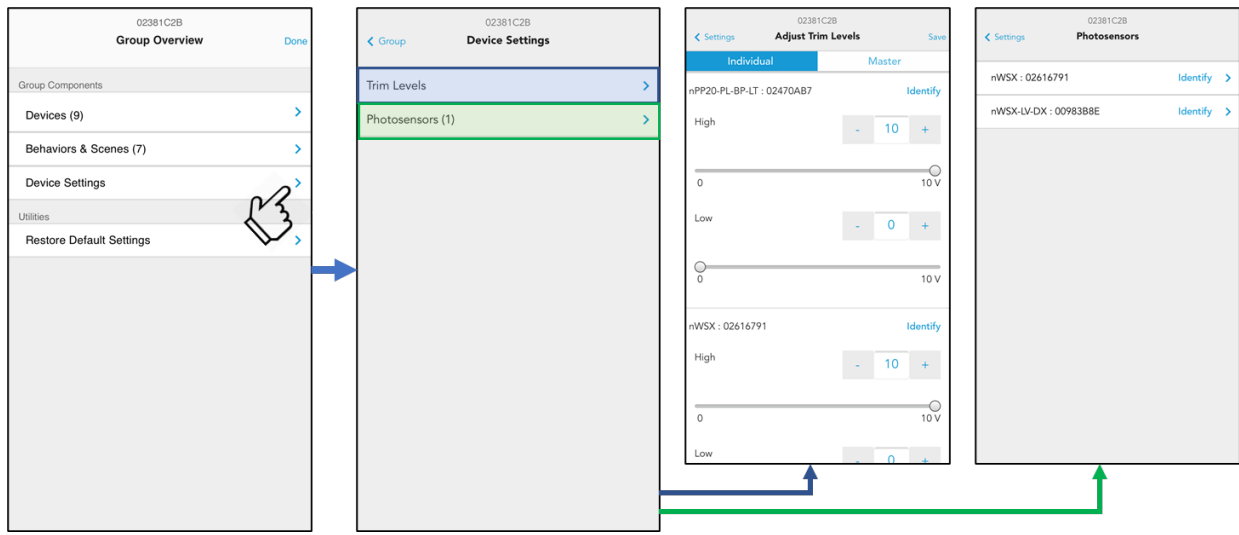 02381C2B
Group Overview
Done
Group Components
Devices (9)
Behaviors & Scenes (7)
Device Settings
Utilities
Restore Default Settings
02381C2B
Group
Device Settings
Trim Levels
Photosensors (1)
02381C2B
Settings
Adjust Trim Levels
Save
Individual
Master
nPP20-PL-BP-LT : 02470AB7
Identify
High
- 10 +
0
10 V
Low
- 0 +
0
10 V
nWSX : 02616791
Identify
High
- 10 +
0
10 V
Low
- 0 +
02381C2B
Settings
Photosensors
nWSX : 02616791
Identify
nWSX-LV-DX : 00983B8E
Identify